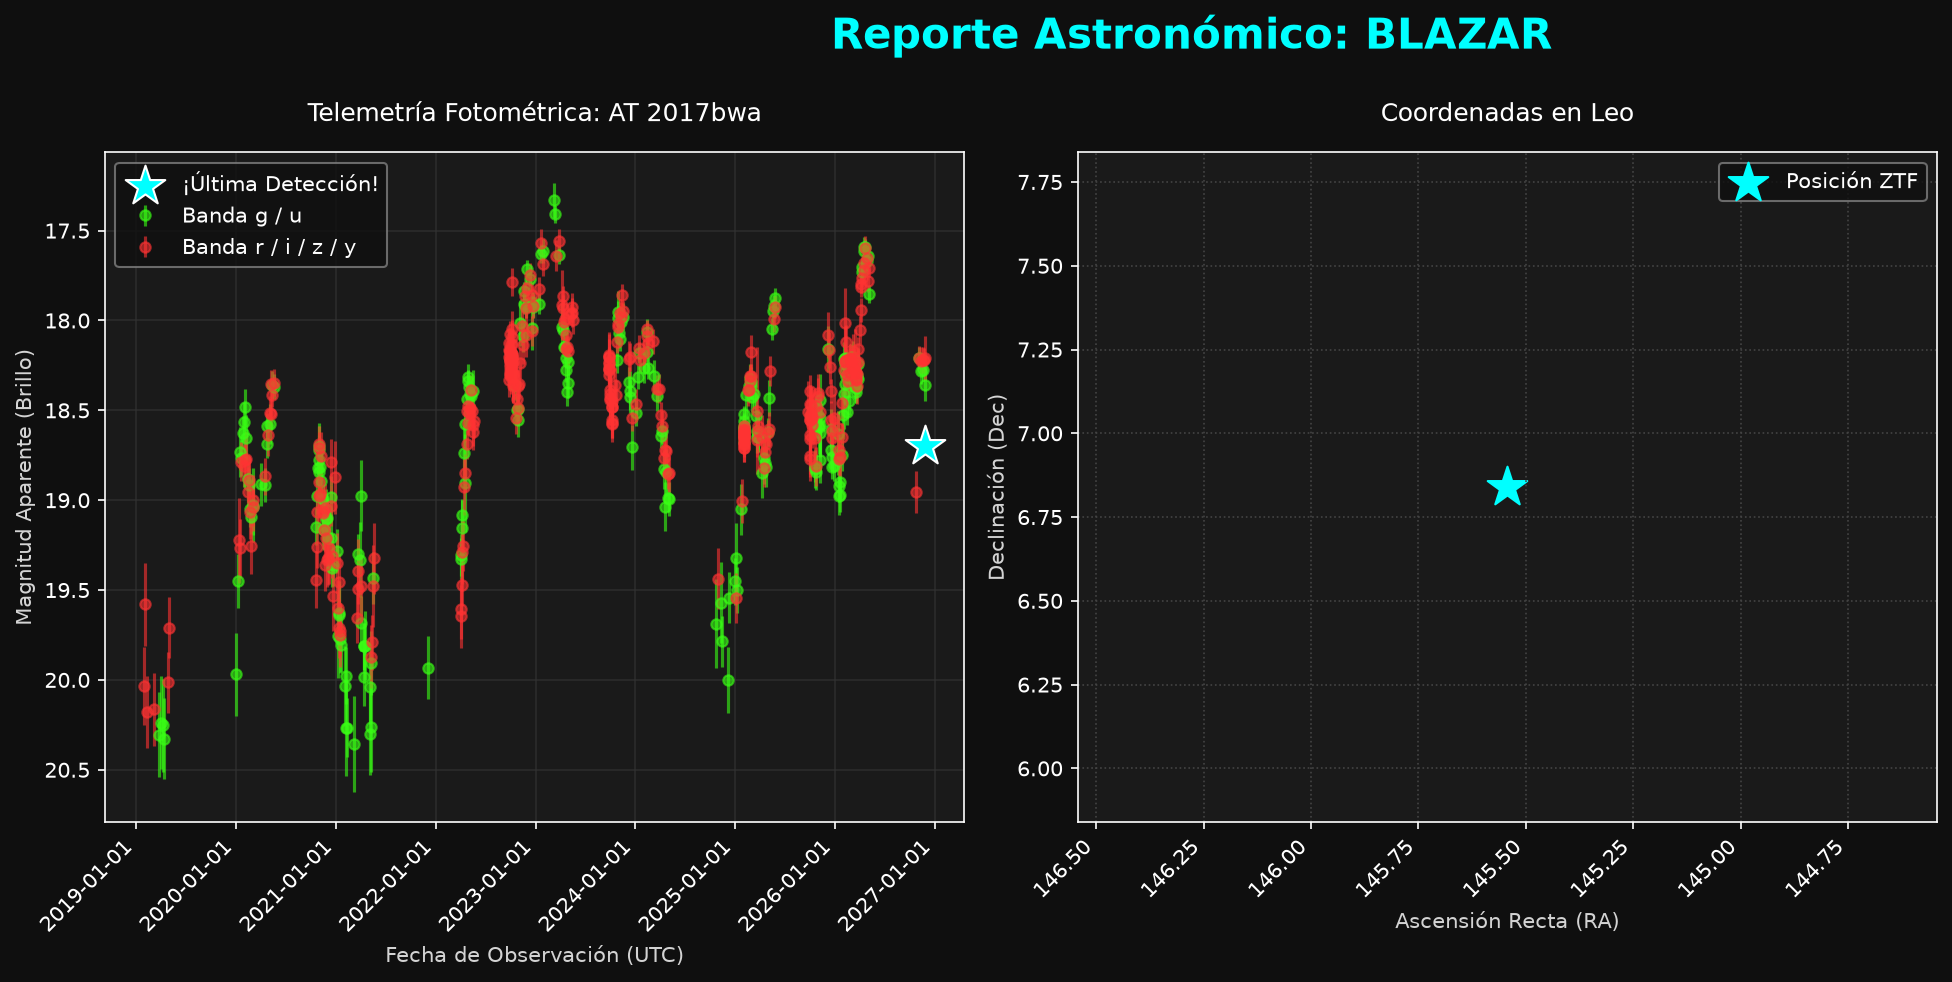 Reporte Astronómico: BLAZAR
Telemetría Fotométrica: AT 2017bwa
¡Última Detección!
Banda g / u
Banda r / i / z / y
Magnitud Aparente (Brillo)
17.5
18.0
18.5
19.0
19.5
20.0
20.5
2019-01-01
2020-01-01
2021-01-01
2022-01-01
2023-01-01
2024-01-01
2025-01-01
2026-01-01
2027-01-01
Fecha de Observación (UTC)
Coordenadas en Leo
Posición ZTF
Declinación (Dec)
7.75
7.50
7.25
7.00
6.75
6.50
6.25
6.00
146.50
146.25
146.00
145.75
145.50
145.25
145.00
144.75
Ascensión Recta (RA)